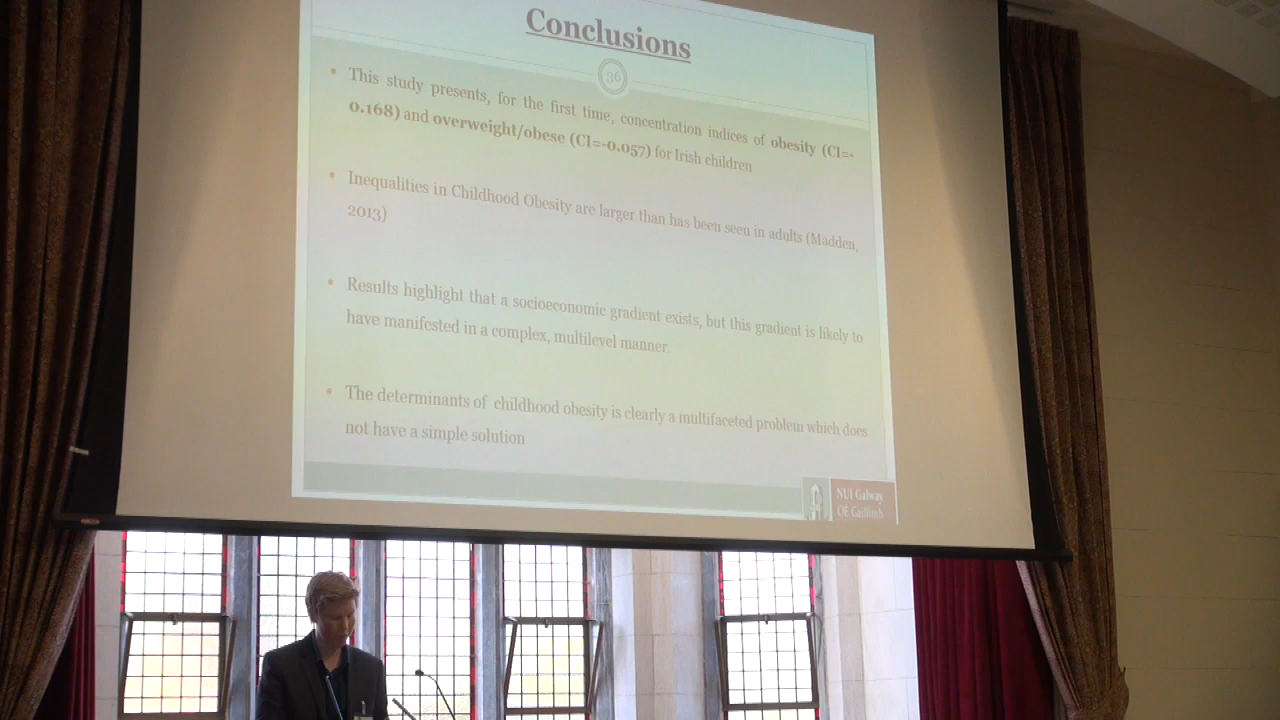 Conclusions
36
• This study presents, for the first time, concentration indices of obesity (CI=-
0.168) and overweight/obese (CI=-0.057) for Irish children
• Inequalities in Childhood Obesity are larger than has been seen in adults (Madden,
2013)
• Results highlight that a socioeconomic gradient exists, but this gradient is likely to
have manifested in a complex, multilevel manner.
• The determinants of childhood obesity is clearly a multifaceted problem which does
not have a simple solution
NUI Galway
OÉ Gaillimh